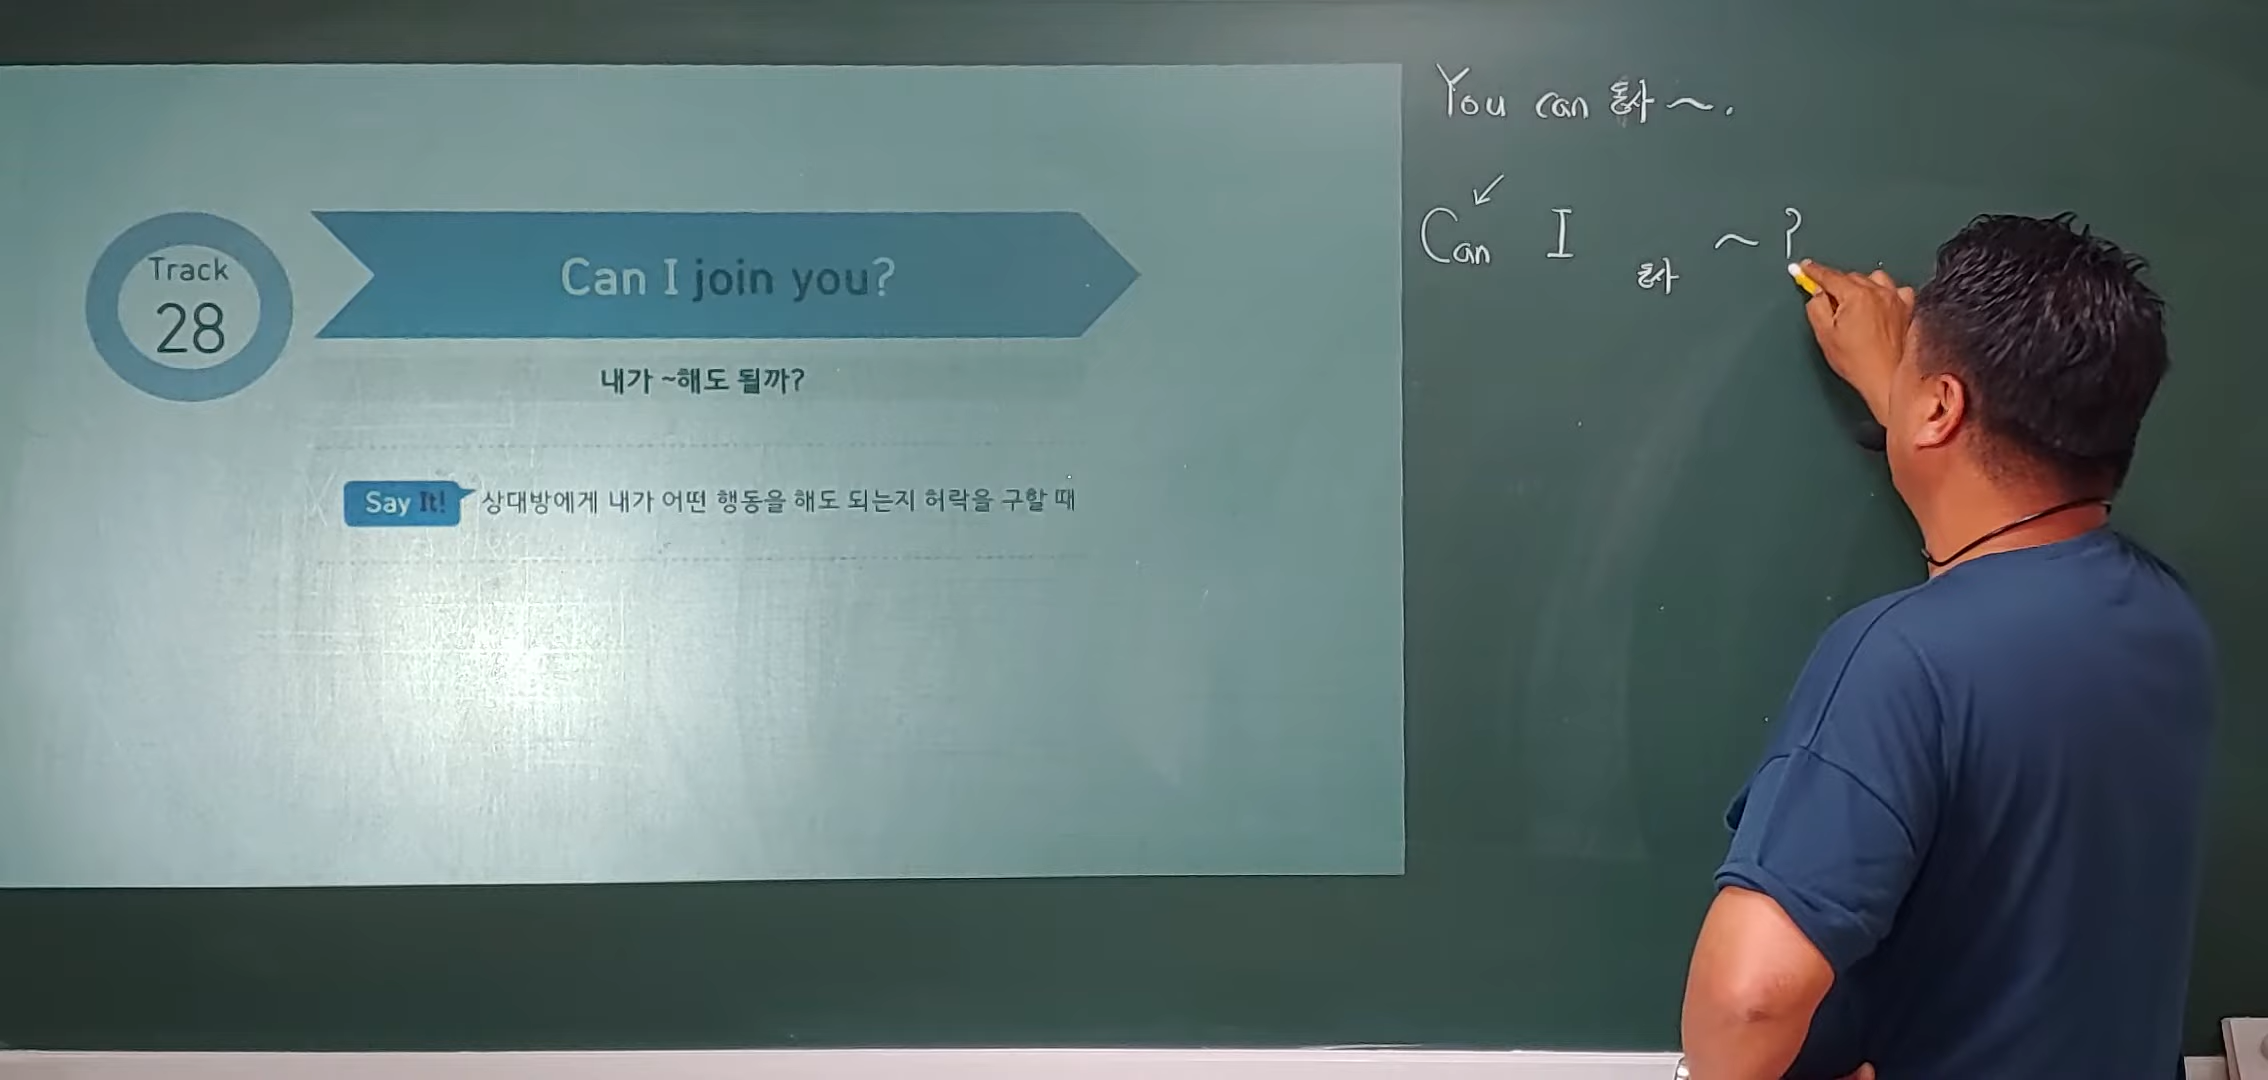 Track
28
Can I join you?
내가 ~해도 될까?
Say It! 상대방에게 내가 어떤 행동을 해도 되는지 허락을 구할 때
You can 동사 ~.
Can I 동사 ~?